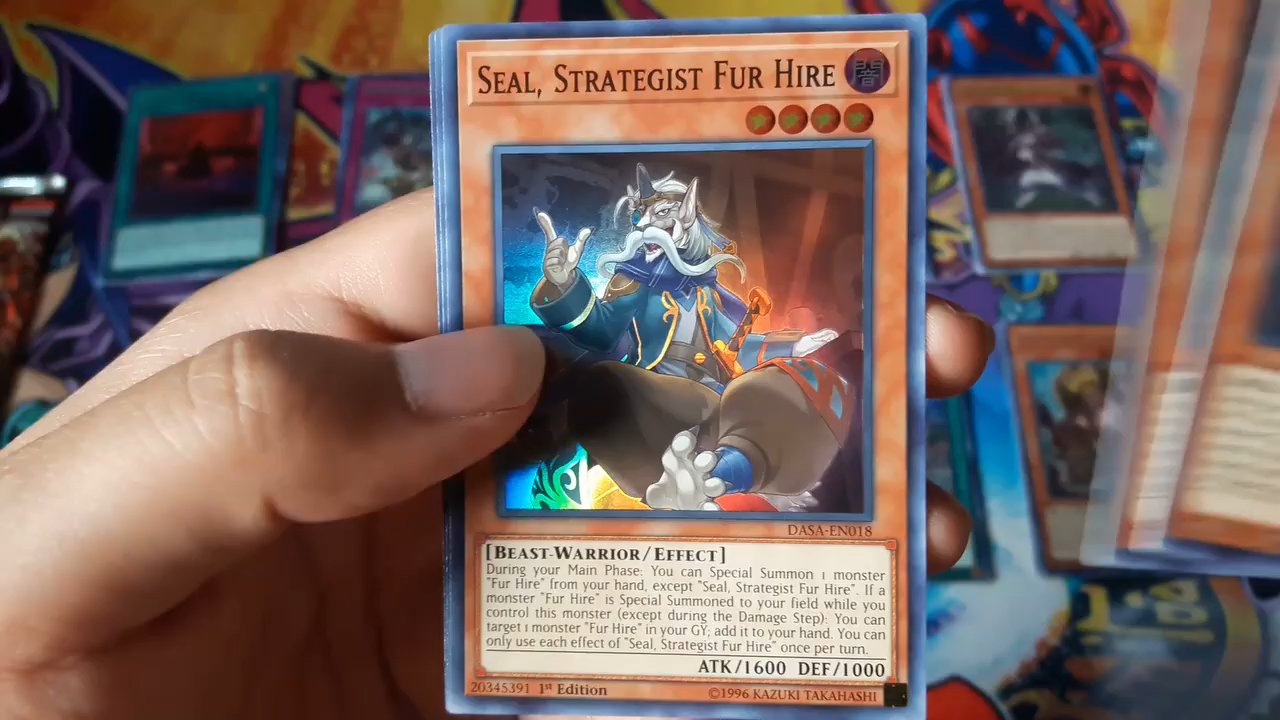 SEAL, STRATEGIST FUR HIRE 闇
DASA-EN018
[BEAST-WARRIOR/EFFECT]
During your Main Phase: You can Special Summon 1 monster
"Fur Hire" from your hand, except "Seal, Strategist Fur Hire". If a
monster "Fur Hire" is Special Summoned to your field while you
control this monster (except during the Damage Step): You can
target 1 monster "Fur Hire" in your GY; add it to your hand. You can
only use each effect of "Seal, Strategist Fur Hire" once per turn.
ATK/1600 DEF/1000
20345391 1st Edition ©1996 KAZUKI TAKAHASHI